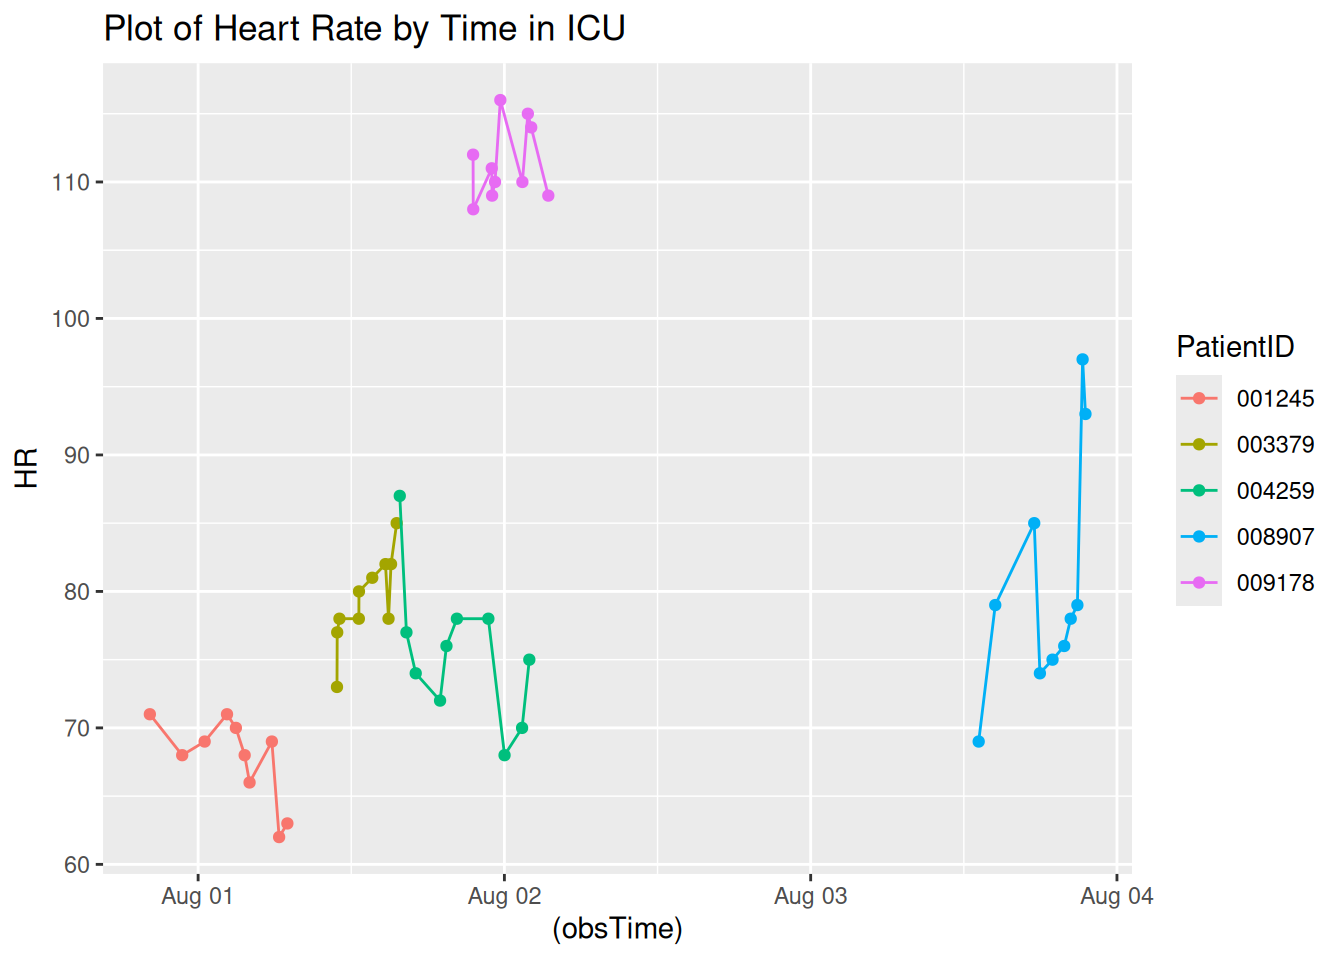 Plot of Heart Rate by Time in ICU
HR
110
100
90
80
70
60
Aug 01
Aug 02
Aug 03
Aug 04
(obsTime)
PatientID
001245
003379
004259
008907
009178